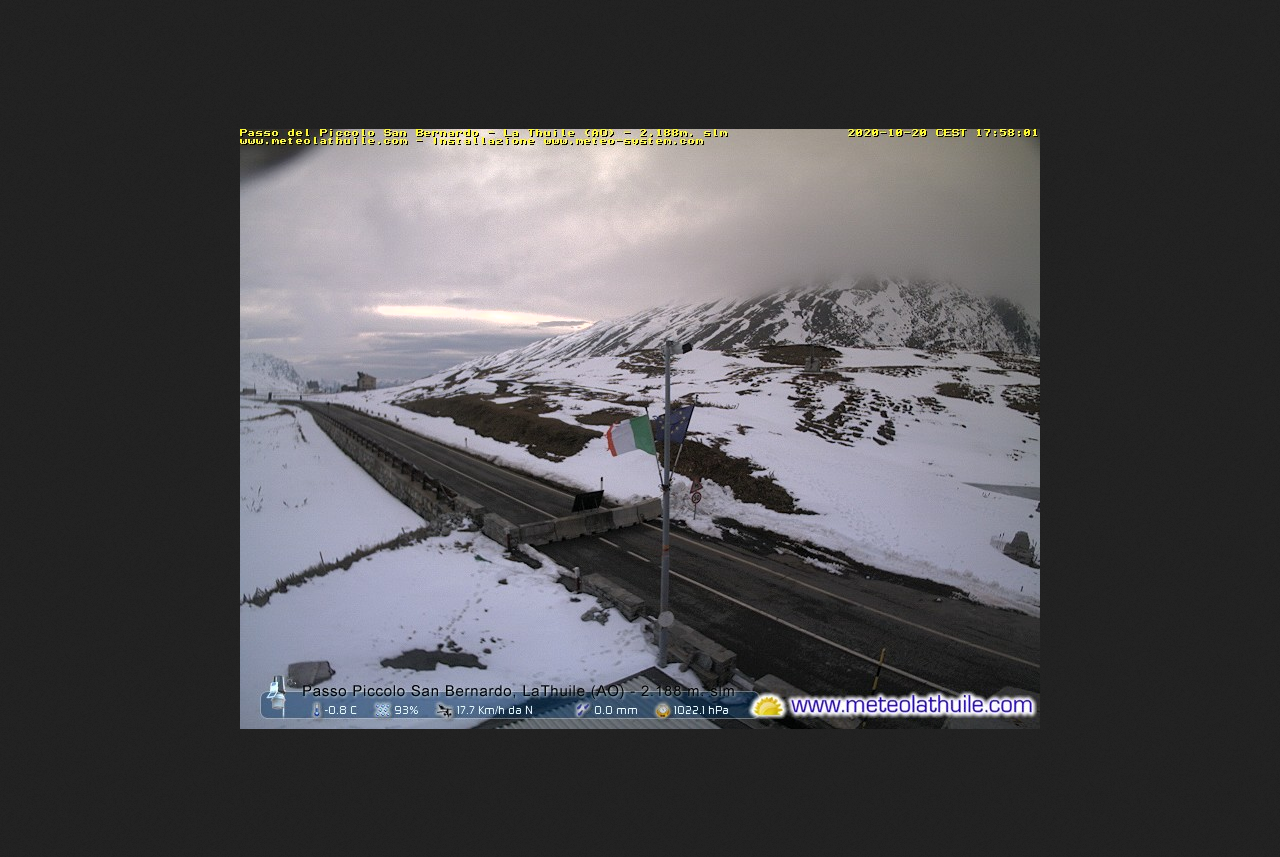 Passo del Piccolo San Bernardo - La Thuile (AO) - 2.188m. slm 2020-10-20 CEST 17:58:01
www.meteolathuile.com - Installazione www.meteo-system.com
Passo Piccolo San Bernardo, LaThuile (AO) - 2.188 m. slm
-0.8 C 93% 17.7 Km/h da N 0.0 mm 1022.1 hPa
www.meteolathuile.com